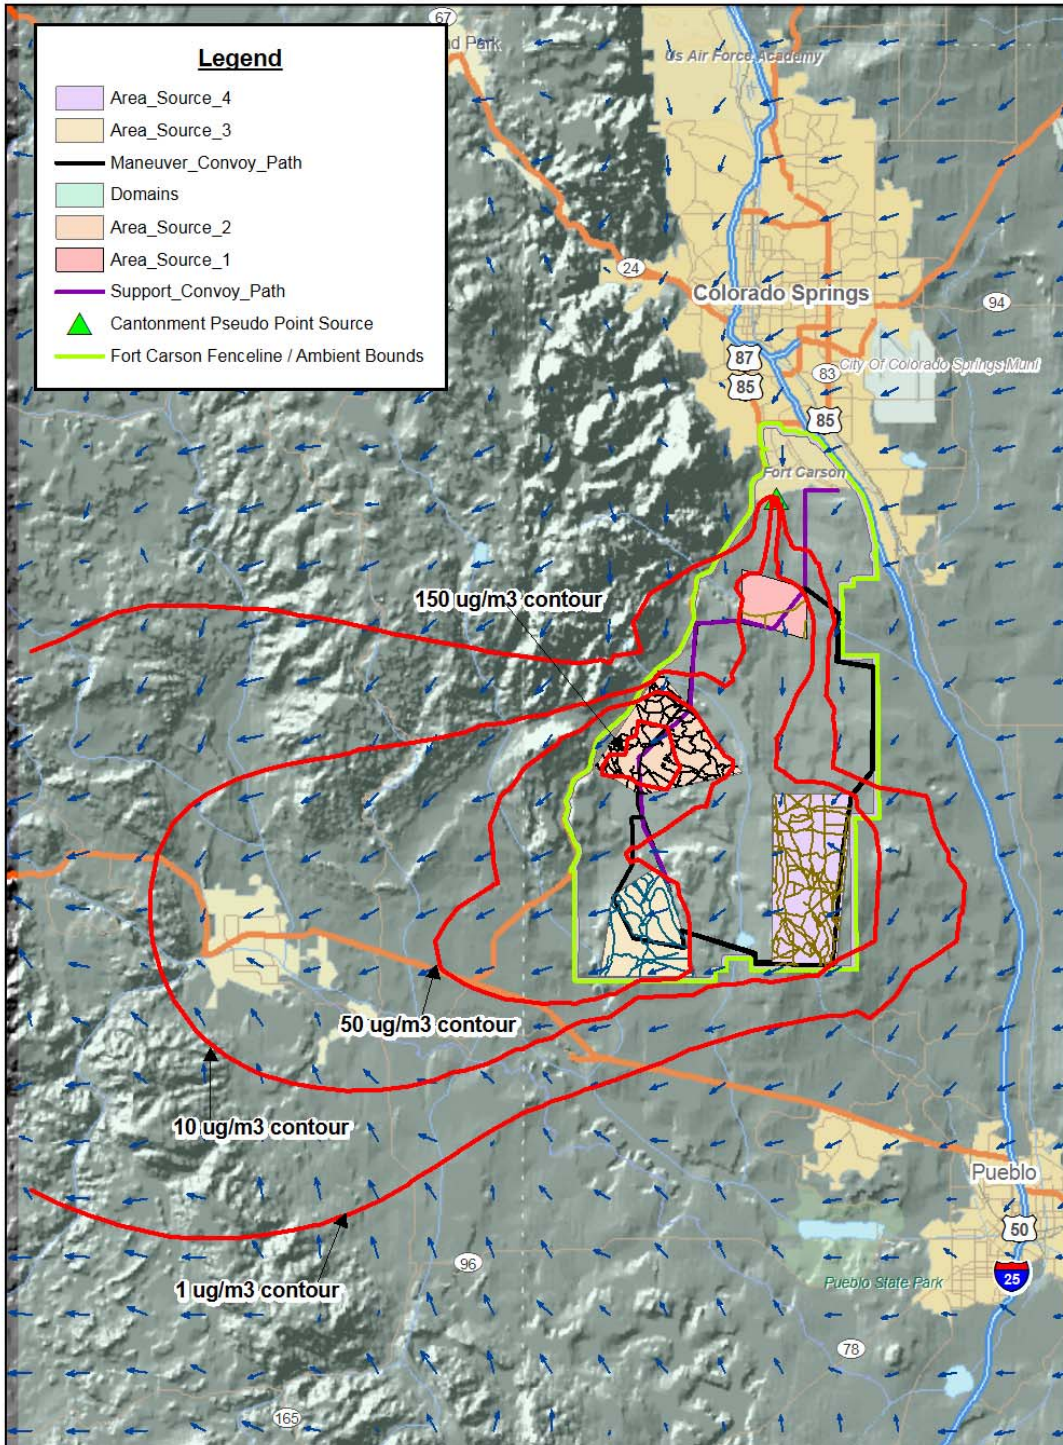 67
nd Park
Legend
Area_Source_4
Area_Source_3
Maneuver_Convoy_Path
Domains
Area_Source_2
Area_Source_1
Support_Convoy_Path
Cantonment Pseudo Point Source
Fort Carson Fenceline / Ambient Bounds
Us Air Force Academy
24
Colorado Springs
94
87
85
83
City Of Colorado Springs Muni
85
Fort Carson
150 ug/m3 contour
50 ug/m3 contour
10 ug/m3 contour
Pueblo
50
25
96
1 ug/m3 contour
Pueblo State Park
78
165